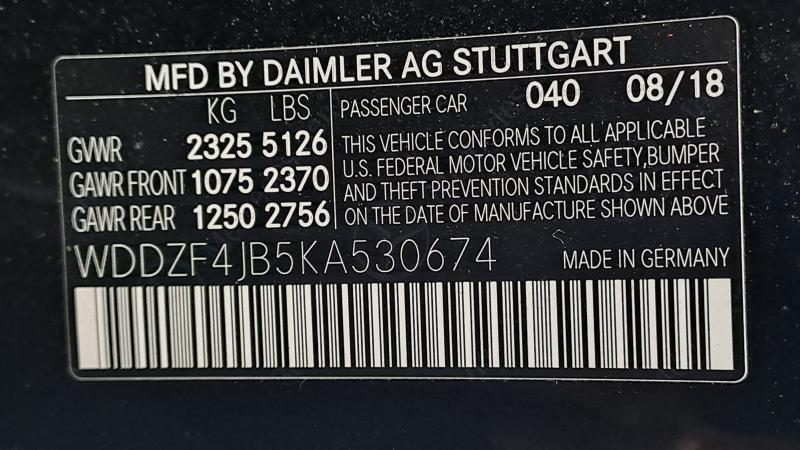 MFD BY DAIMLER AG STUTTGART
KG LBS
PASSENGER CAR 040 08/18
GVWR 2325 5126
GAWR FRONT 1075 2370
GAWR REAR 1250 2756
THIS VEHICLE CONFORMS TO ALL APPLICABLE
U.S. FEDERAL MOTOR VEHICLE SAFETY,BUMPER
AND THEFT PREVENTION STANDARDS IN EFFECT
ON THE DATE OF MANUFACTURE SHOWN ABOVE
WDDZF4JB5KA530674
MADE IN GERMANY